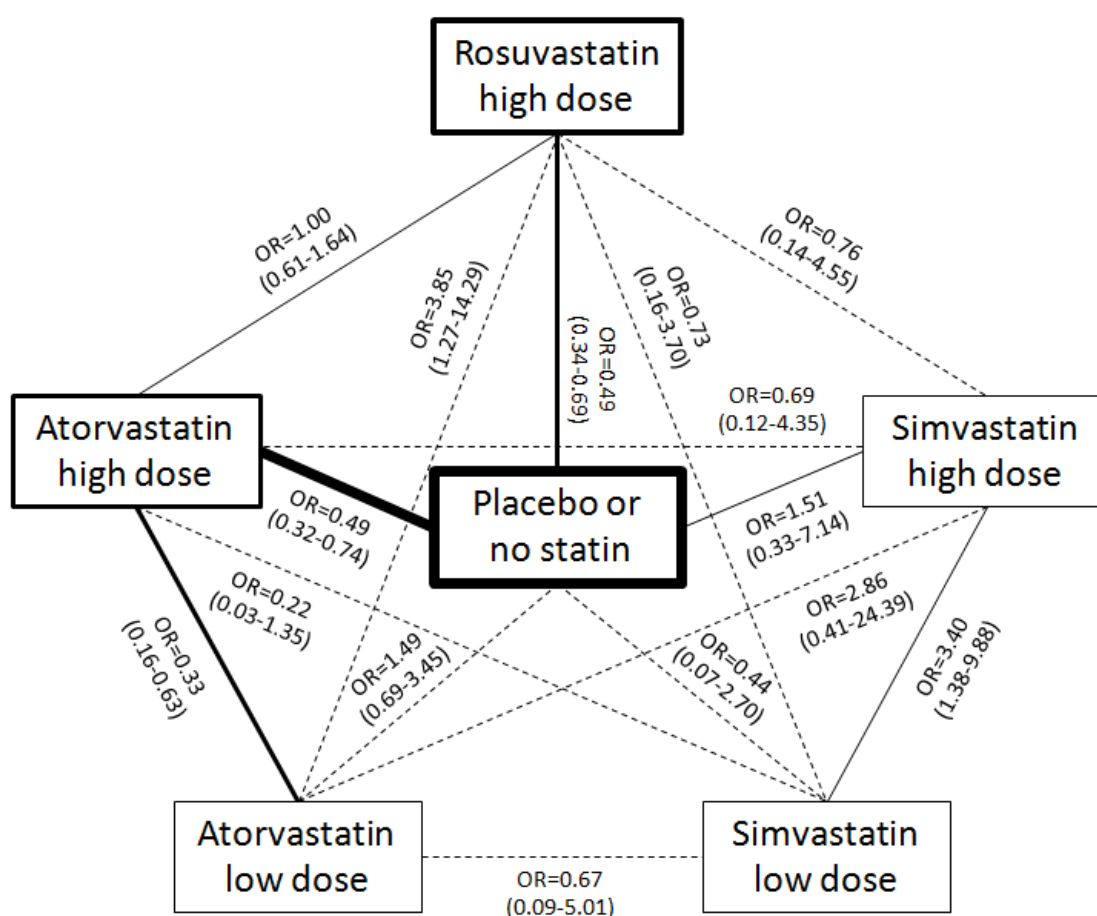 Rosuvastatin
high dose
OR=1.00
(0.61-1.64)
OR=3.85
(1.27-14.29)
OR=0.49
(0.34-0.69)
OR=0.73
(0.16-3.70)
OR=0.76
(0.14-4.55)
Atorvastatin
high dose
OR=0.69
(0.12-4.35)
Simvastatin
high dose
Placebo or
no statin
OR=0.49
(0.32-0.74)
OR=1.51
(0.33-7.14)
OR=0.22
(0.03-1.35)
OR=2.86
(0.41-24.39)
OR=0.33
(0.16-0.63)
OR=1.49
(0.69-3.45)
OR=0.44
(0.07-2.70)
OR=3.40
(1.38-9.88)
Atorvastatin
low dose
Simvastatin
low dose
OR=0.67
(0.09-5.01)